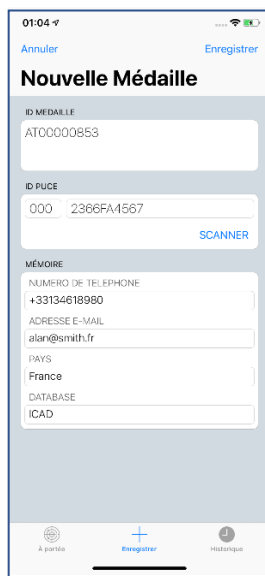 01:04
Annuler Enregistrer
Nouvelle Médaille
ID MEDAILLE
AT00000853
ID PUCE
000 2366FA4567
SCANNER
MÉMOIRE
NUMERO DE TELEPHONE
+33134618980
ADRESSE E-MAIL
alan@smith.fr
PAYS
France
DATABASE
ICAD
À portée Enregistrer Historique